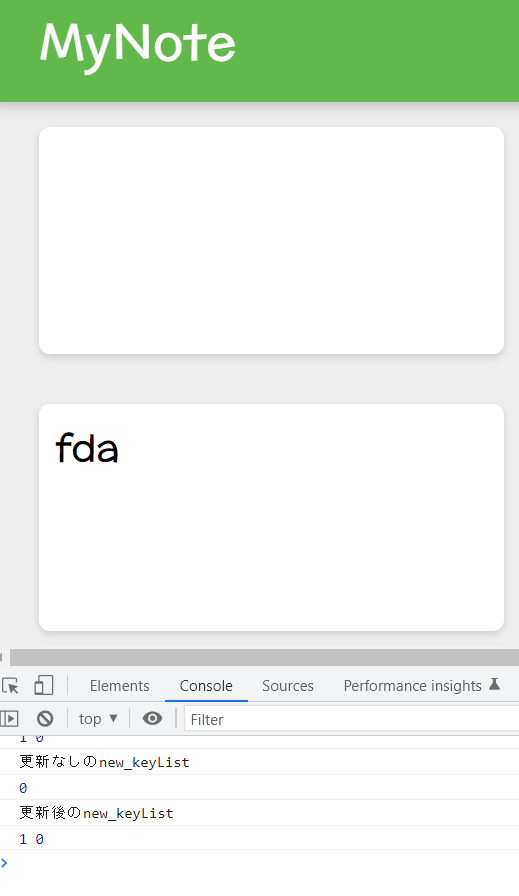 MyNote
fda
Elements Console Sources Performance insights
top ▼ Filter
1 0
更新なしのnew_keyList
0
更新後のnew_keyList
1 0